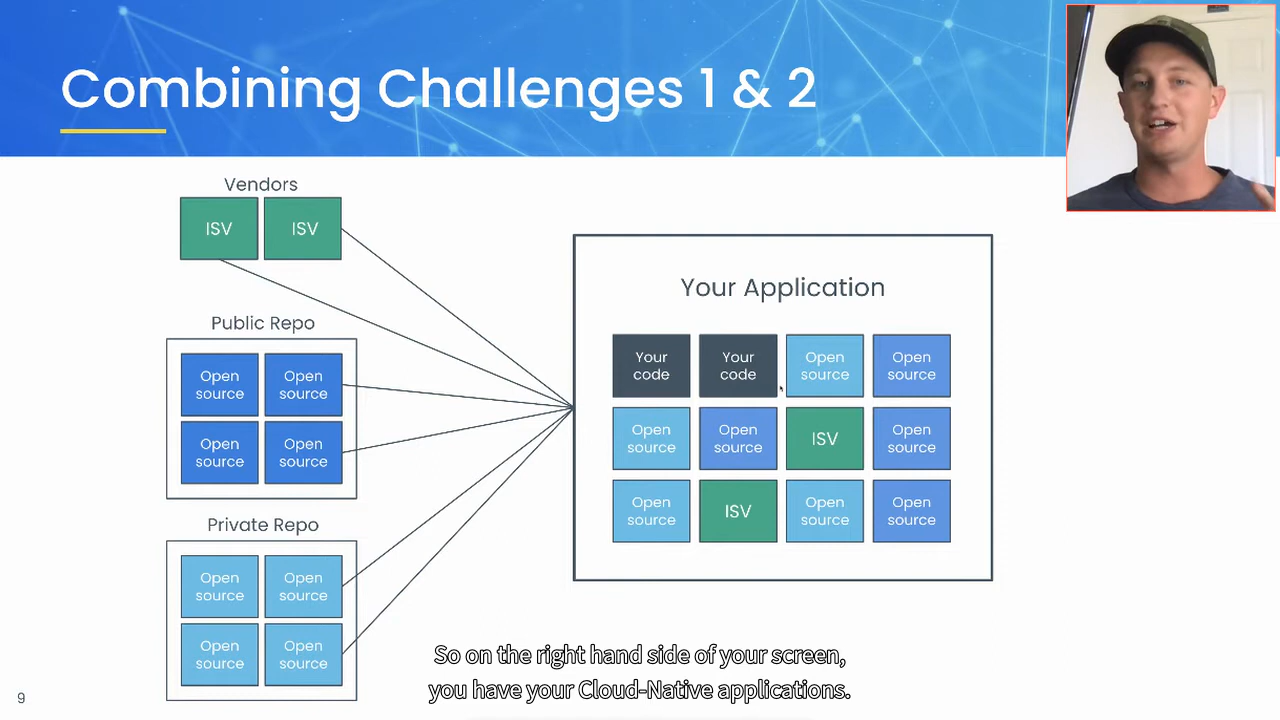 Combining Challenges 1 & 2
Vendors
ISV
ISV
Public Repo
Open
source
Open
source
Open
source
Open
source
Private Repo
Open
source
Open
source
Open
source
Open
source
Your Application
Your
code
Your
code
Open
source
Open
source
Open
source
Open
source
ISV
Open
source
Open
source
ISV
Open
source
Open
source
So on the right hand side of your screen,
you have your Cloud-Native applications.
9